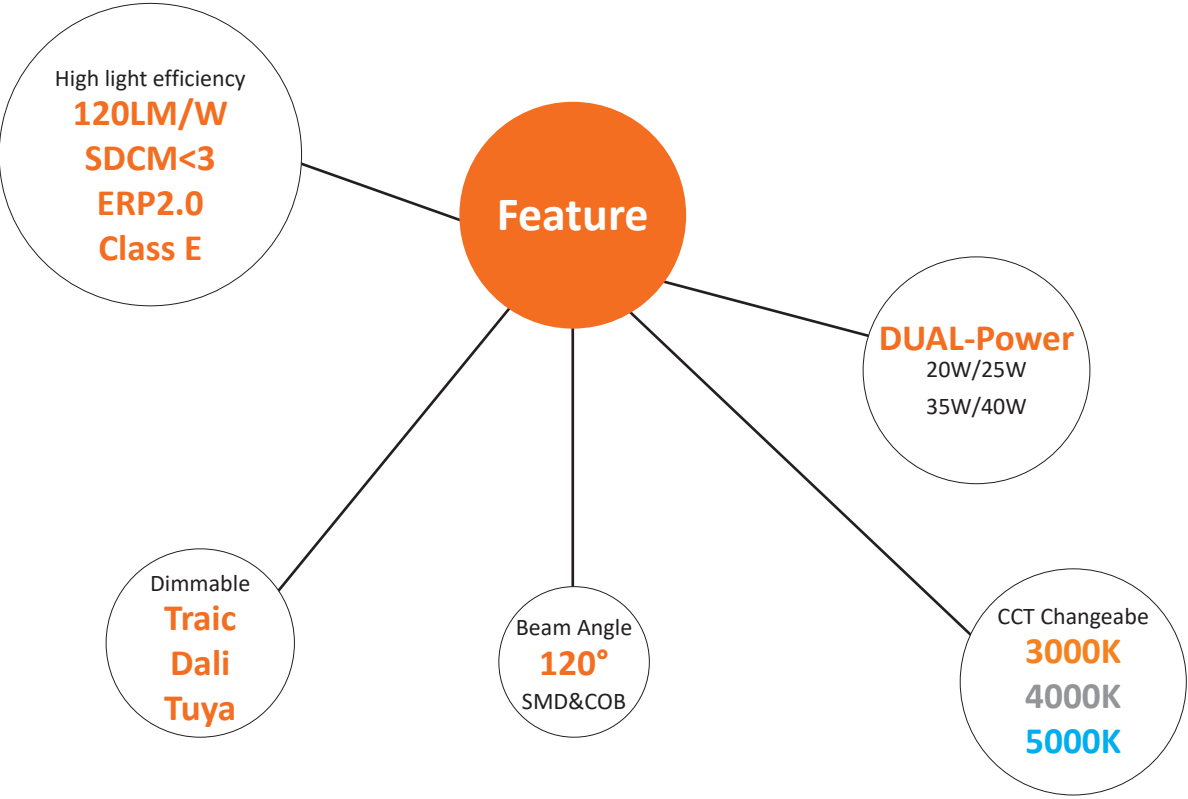 High light efficiency
120LM/W
SDCM<3
ERP2.0
Class E
Feature
DUAL-Power
20W/25W
35W/40W
Dimmable
Traic
Dali
Tuya
Beam Angle
120°
SMD&COB
CCT Changeabe
3000K
4000K
5000K